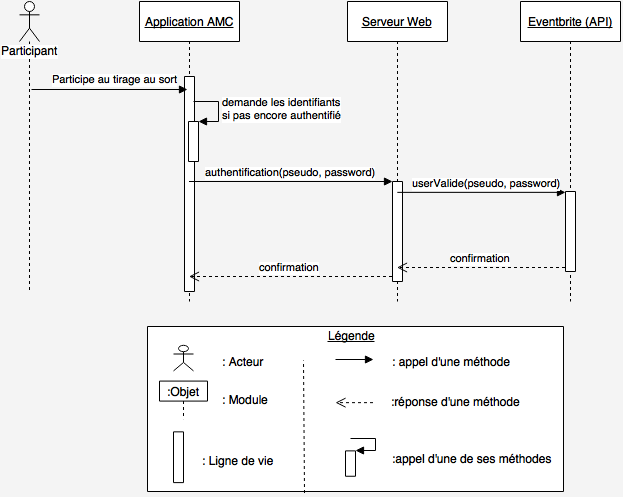 Application AMC
Serveur Web
Eventbrite (API)
Participant
Participe au tirage au sort
demande les identifiants
si pas encore authentifié
authentification(pseudo, password)
userValide(pseudo, password)
confirmation
confirmation
Légende
: Acteur
: appel d'une méthode
:Objet
: Module
:réponse d'une méthode
: Ligne de vie
:appel d'une de ses méthodes